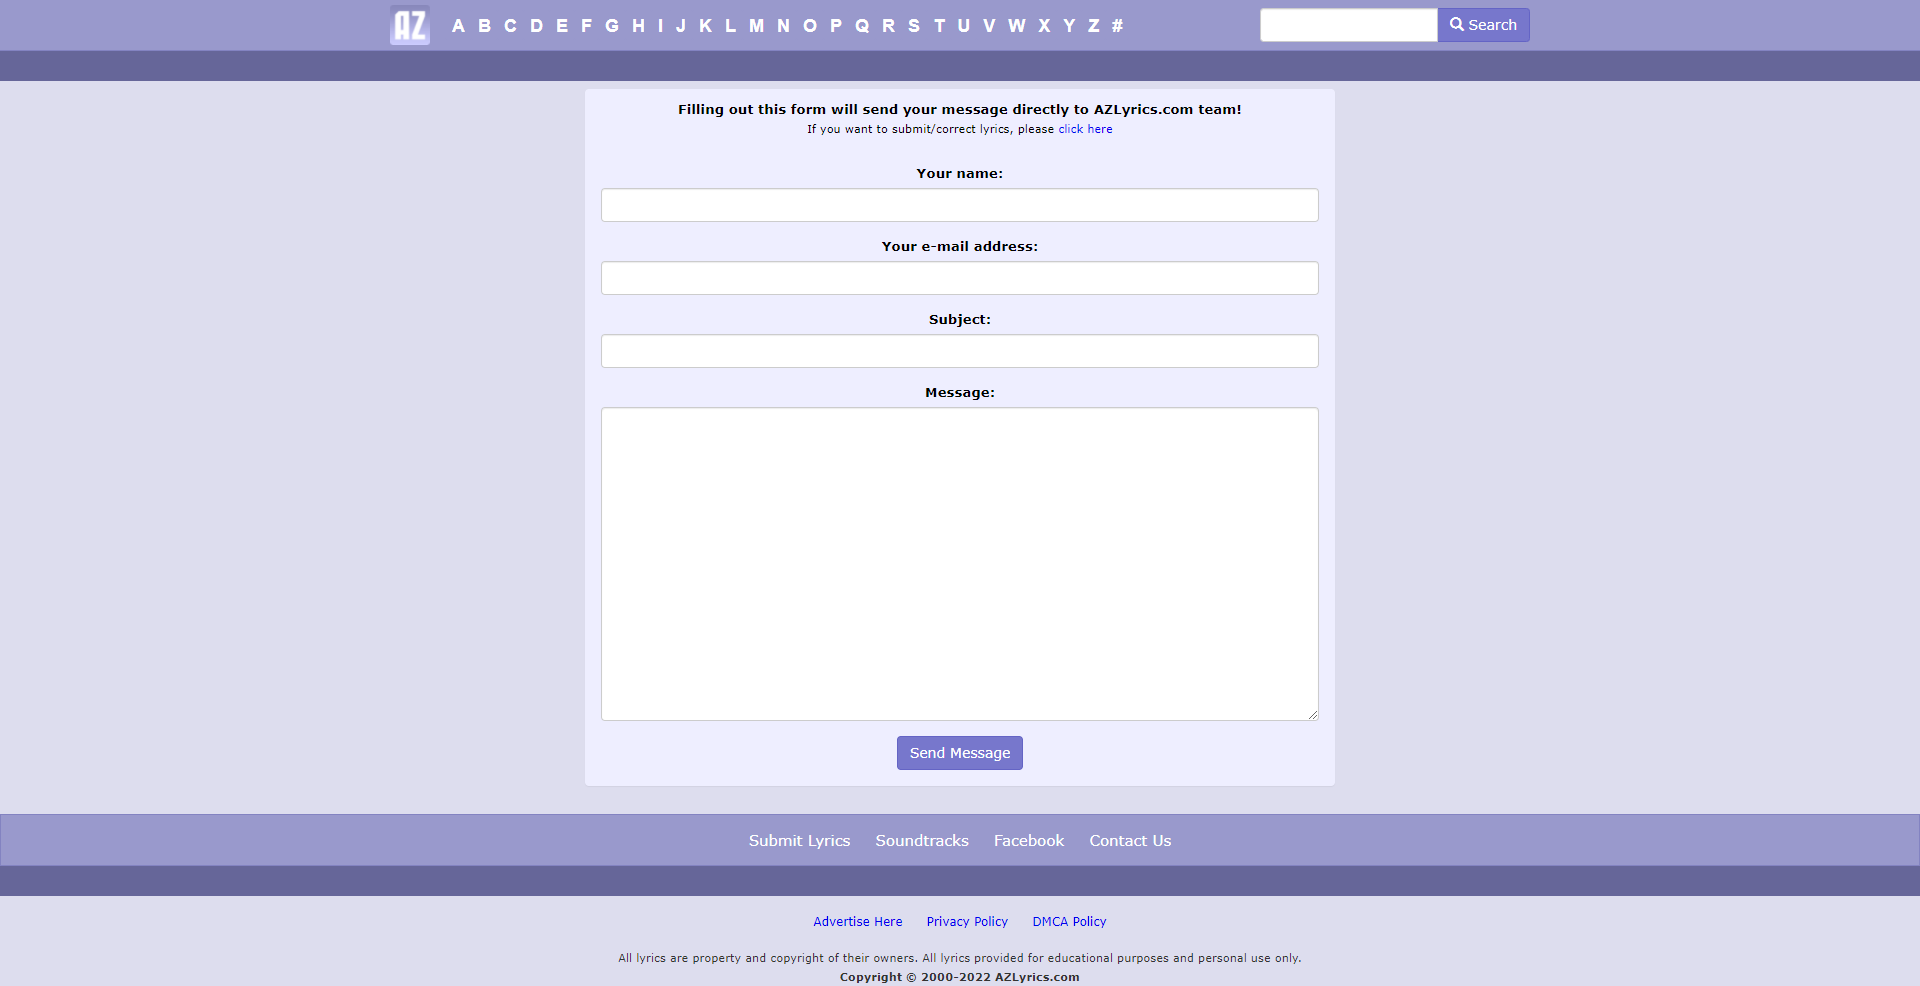 AZ A B C D E F G H I J K L M N O P Q R S T U V W X Y Z # Search
Filling out this form will send your message directly to AZLyrics.com team!
If you want to submit/correct lyrics, please click here
Your name:
Your e-mail address:
Subject:
Message:
Send Message
Submit Lyrics Soundtracks Facebook Contact Us
Advertise Here Privacy Policy DMCA Policy
All lyrics are property and copyright of their owners. All lyrics provided for educational purposes and personal use only.
Copyright © 2000-2022 AZLyrics.com